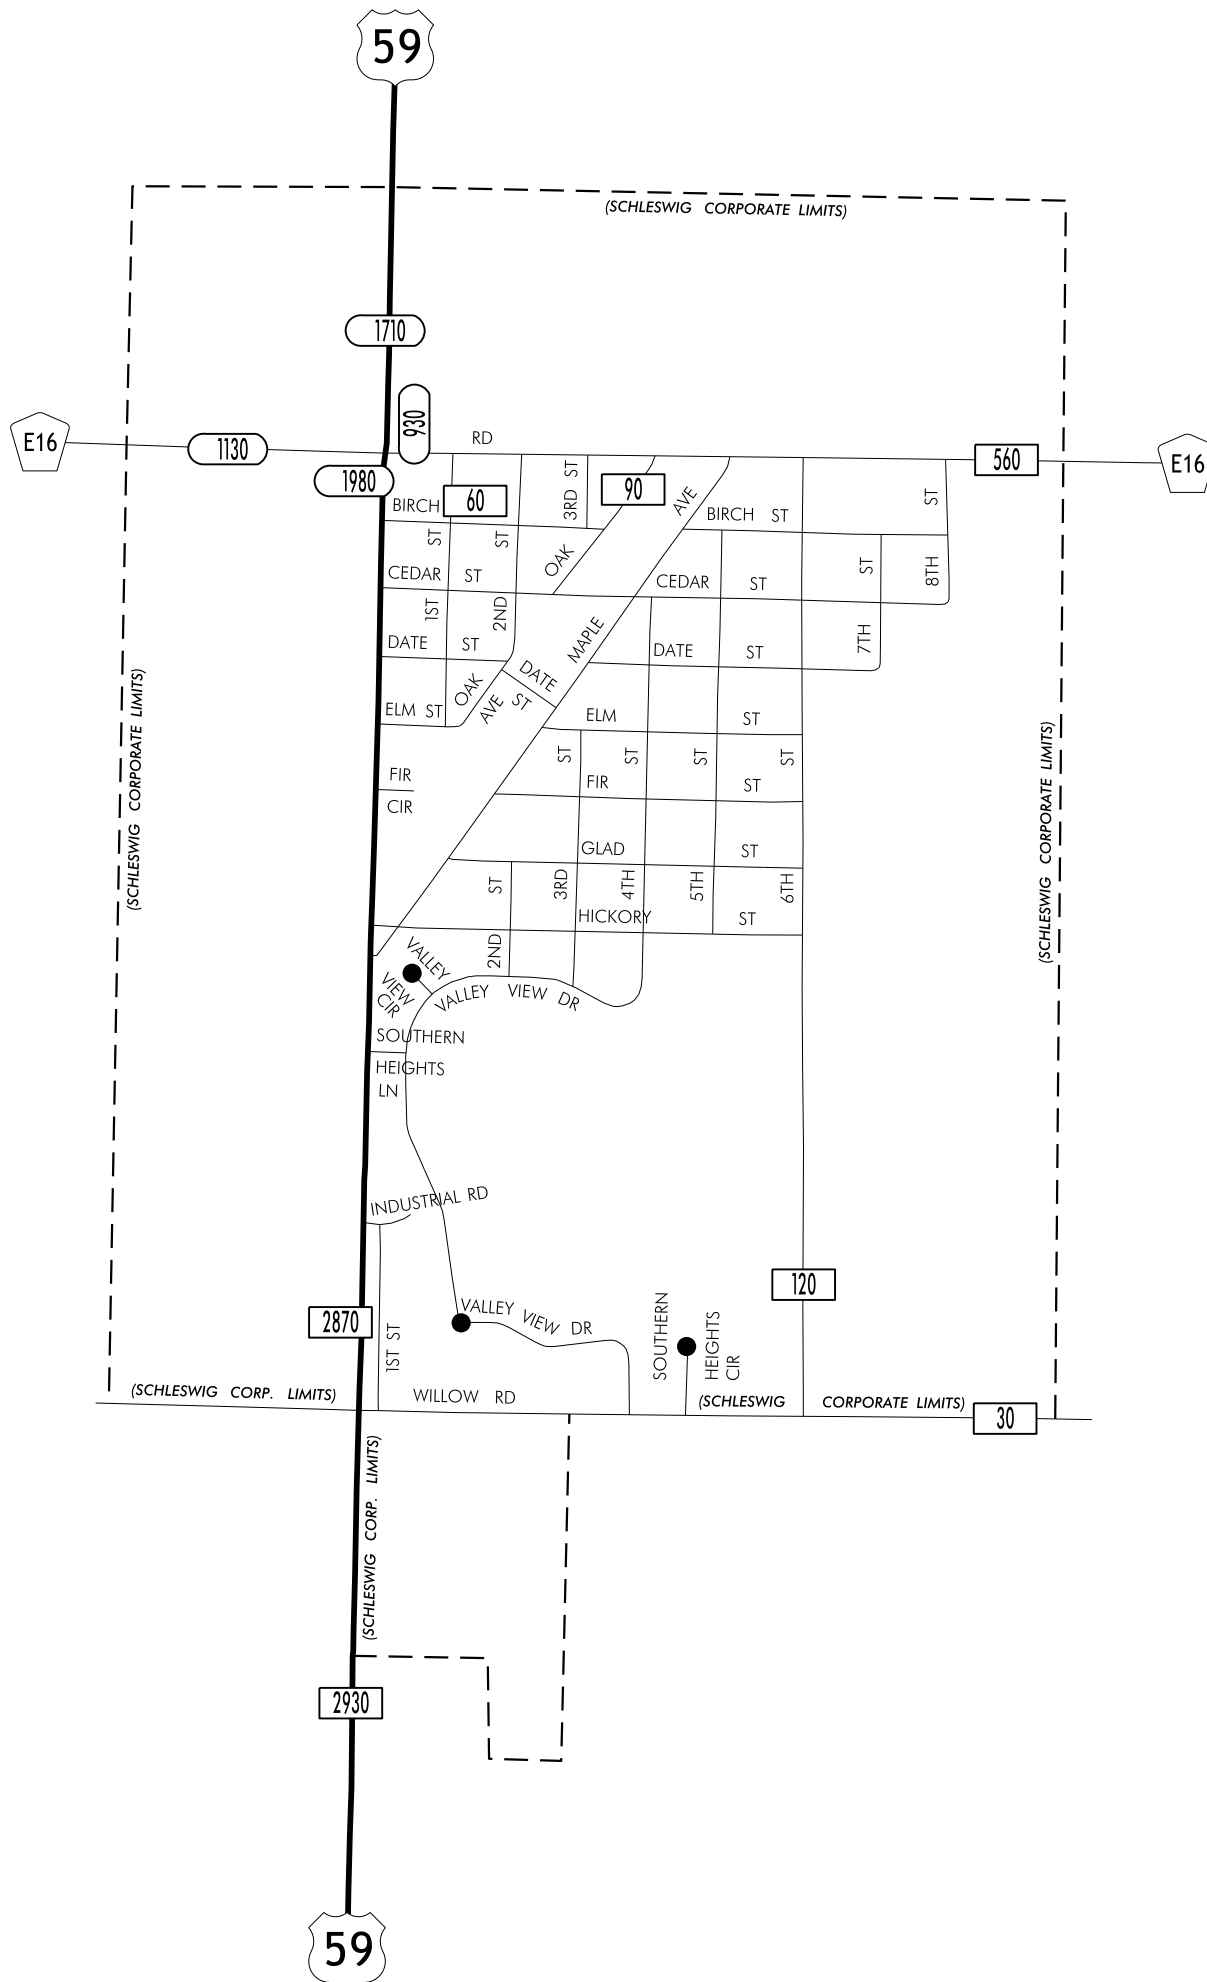 59
(SCHLESWIG CORPORATE LIMITS)
1710
930
RD
E16
1130
560
E16
1980
BIRCH
60
3RD ST
90
AVE
BIRCH ST
ST
ST
ST
OAK
ST
8TH
CEDAR ST
CEDAR ST
1ST
2ND
MAPLE
7TH
DATE ST
DATE ST
DATE ST
OAK AVE
ELM ST
ELM ST
(SCHLESWIG CORPORATE LIMITS)
(SCHLESWIG CORPORATE LIMITS)
ST
ST
ST
ST
FIR
CIR
FIR ST
GLAD ST
ST
3RD
4TH
5TH
6TH
HICKORY ST
2ND
VALLEY
VIEW
CIR
VALLEY VIEW DR
SOUTHERN
HEIGHTS
LN
INDUSTRIAL RD
120
2870
VALLEY VIEW DR
1ST ST
SOUTHERN
HEIGHTS
CIR
(SCHLESWIG CORP. LIMITS)
WILLOW RD
(SCHLESWIG CORPORATE LIMITS)
30
(SCHLESWIG CORP. LIMITS)
2930
59